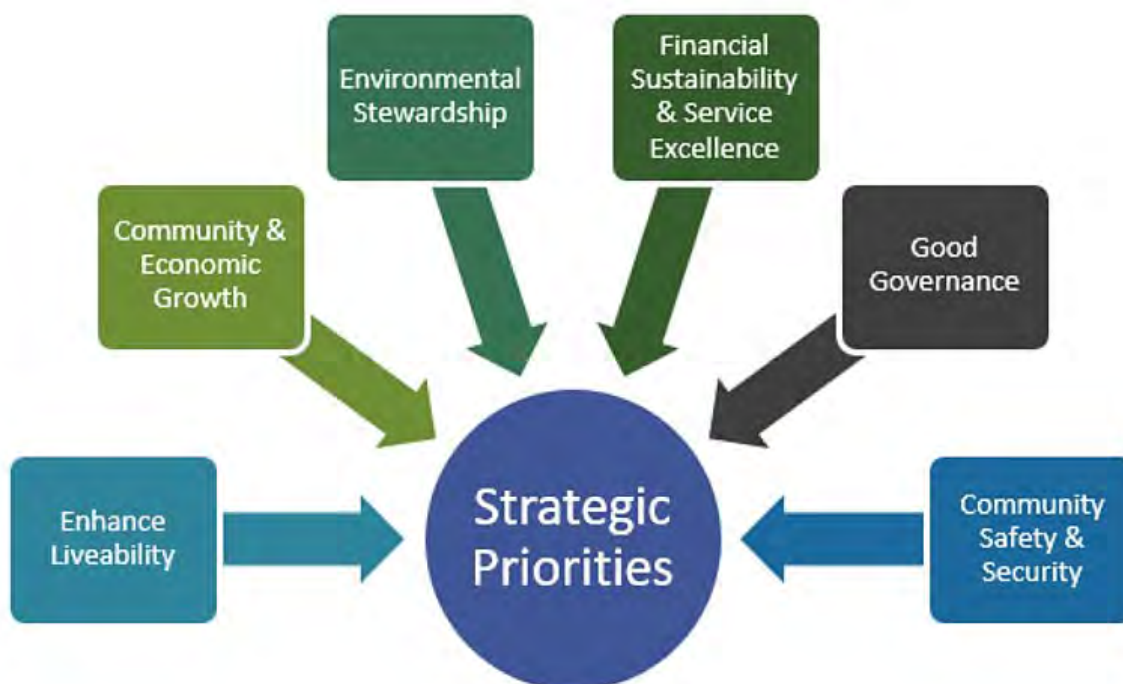 Environmental
Stewardship
Financial
Sustainability
& Service
Excellence
Community &
Economic
Growth
Good
Governance
Enhance
Liveability
Strategic
Priorities
Community
Safety &
Security